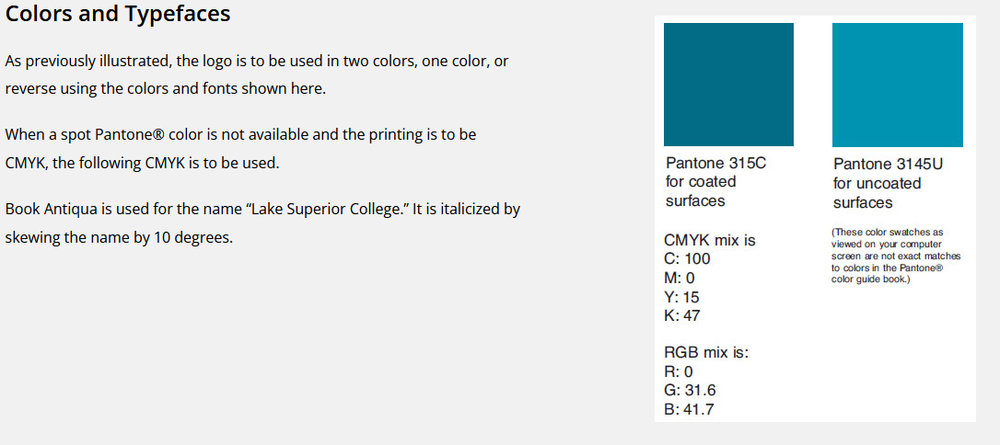 Colors and Typefaces
As previously illustrated, the logo is to be used in two colors, one color, or
reverse using the colors and fonts shown here.
When a spot Pantone® color is not available and the printing is to be
CMYK, the following CMYK is to be used.
Book Antiqua is used for the name “Lake Superior College.” It is italicized by
skewing the name by 10 degrees.
Pantone 315C
for coated
surfaces
CMYK mix is
C: 100
M: 0
Y: 15
K: 47
RGB mix is:
R: 0
G: 31.6
B: 41.7
Pantone 3145U
for uncoated
surfaces
(These color swatches as
viewed on your computer
screen are not exact matches
to colors in the Pantone®
color guide book.)